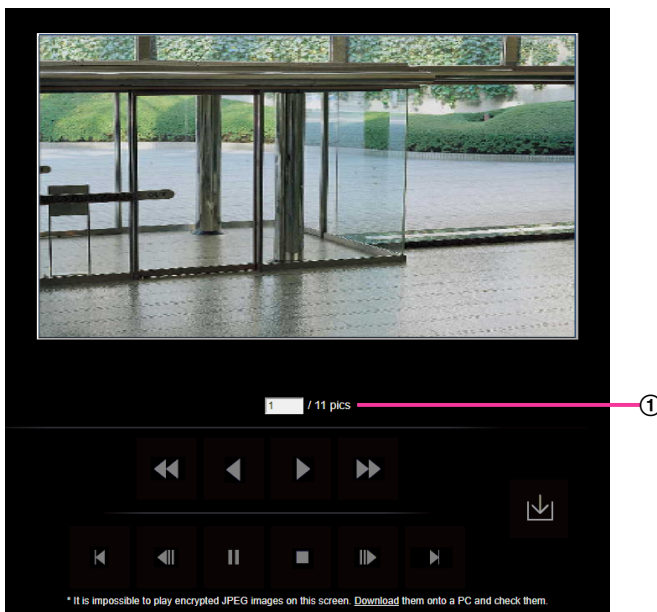 1 / 11 pics
①
* It is impossible to play encrypted JPEG images on this screen. Download them onto a PC and check them.